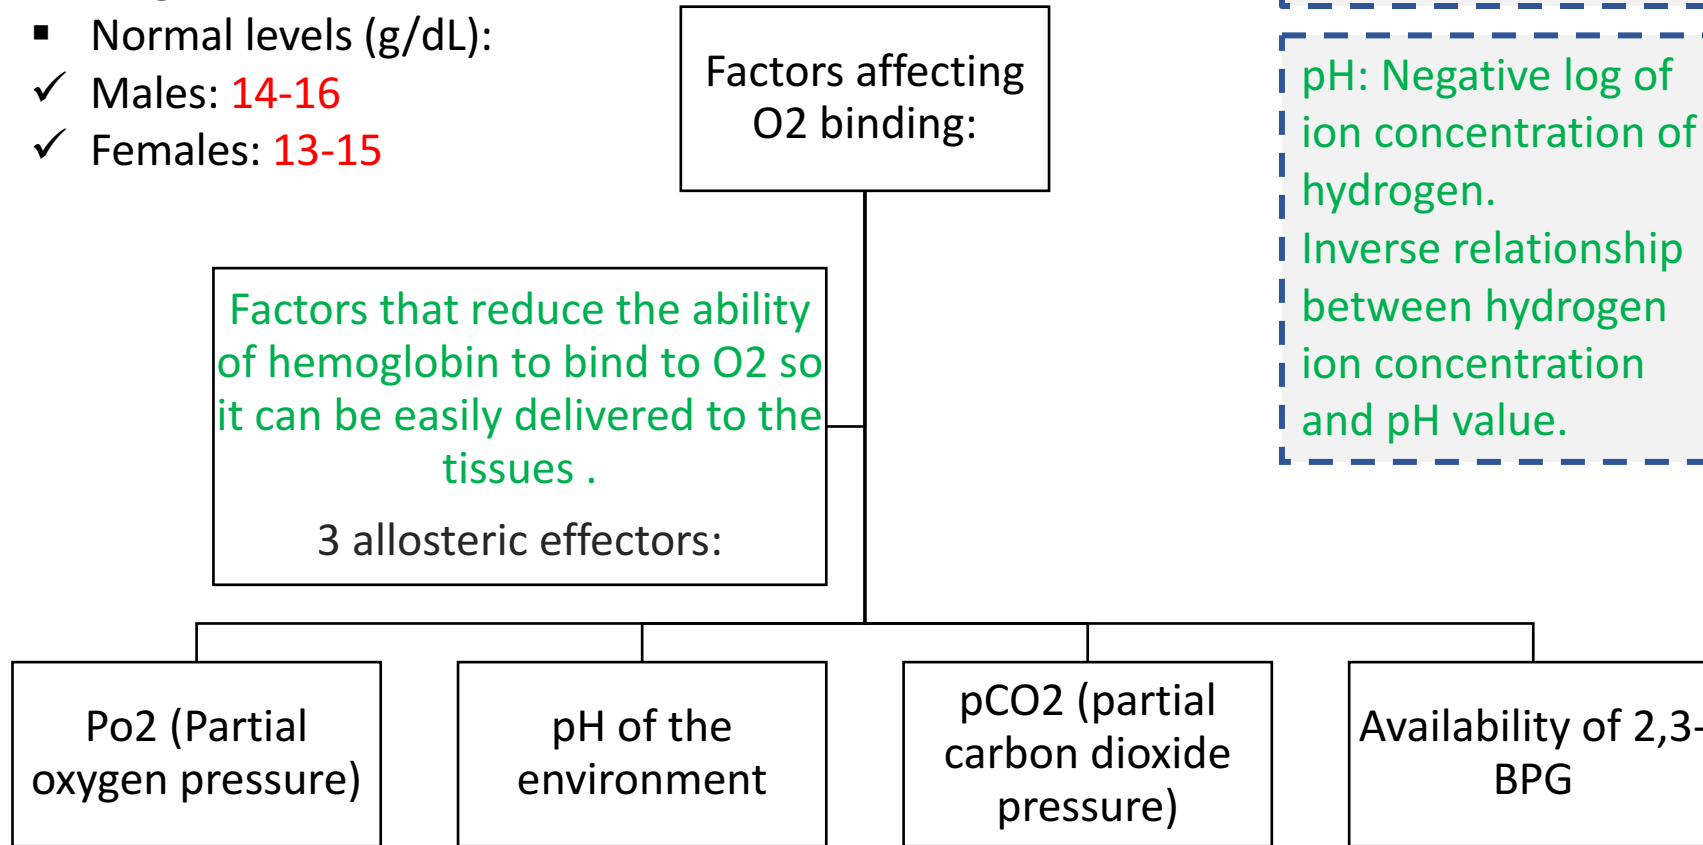 ▪ Normal levels (g/dL):
✓ Males: 14-16
✓ Females: 13-15
Factors affecting
O2 binding:
pH: Negative log of
ion concentration of
hydrogen.
Inverse relationship
between hydrogen
ion concentration
and pH value.
Factors that reduce the ability
of hemoglobin to bind to O2 so
it can be easily delivered to the
tissues .
3 allosteric effectors:
Po2 (Partial
oxygen pressure)
pH of the
environment
pCO2 (partial
carbon dioxide
pressure)
Availability of 2,3-
BPG